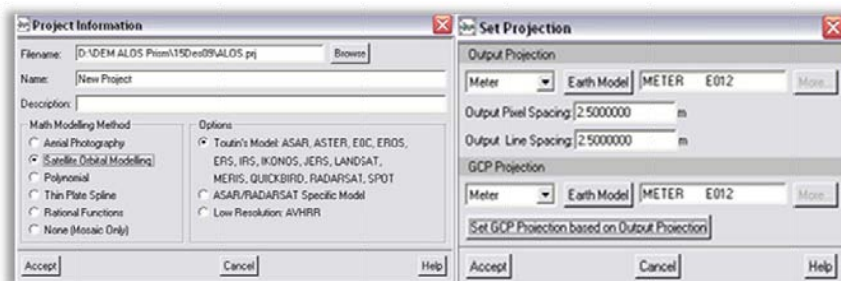 Project Information
Filename: D:\DEM ALOS Prism\15Des09\ALOS.prj Browse
Name: New Project
Description:
Math Modelling Method
Aerial Photography
Satellite Orbital Modelling
Polynomial
Thin Plate Spline
Rational Functions
None (Mosaic Only)
Options
Toutin's Model: ASAR, ASTER, EOC, EROS,
ERS, IRS, IKONOS, JERS, LANDSAT,
MERIS, QUICKBIRD, RADARSAT, SPOT
ASAR/RADARSAT Specific Model
Low Resolution: AVHRR
Accept Cancel Help
Set Projection
Output Projection
Meter Earth Model METER E012 More...
Output Pixel Spacing: 2.5000000 m
Output Line Spacing: 2.5000000 m
GCP Projection
Meter Earth Model METER E012 More...
Set GCP Projection based on Output Projection
Accept Cancel Help